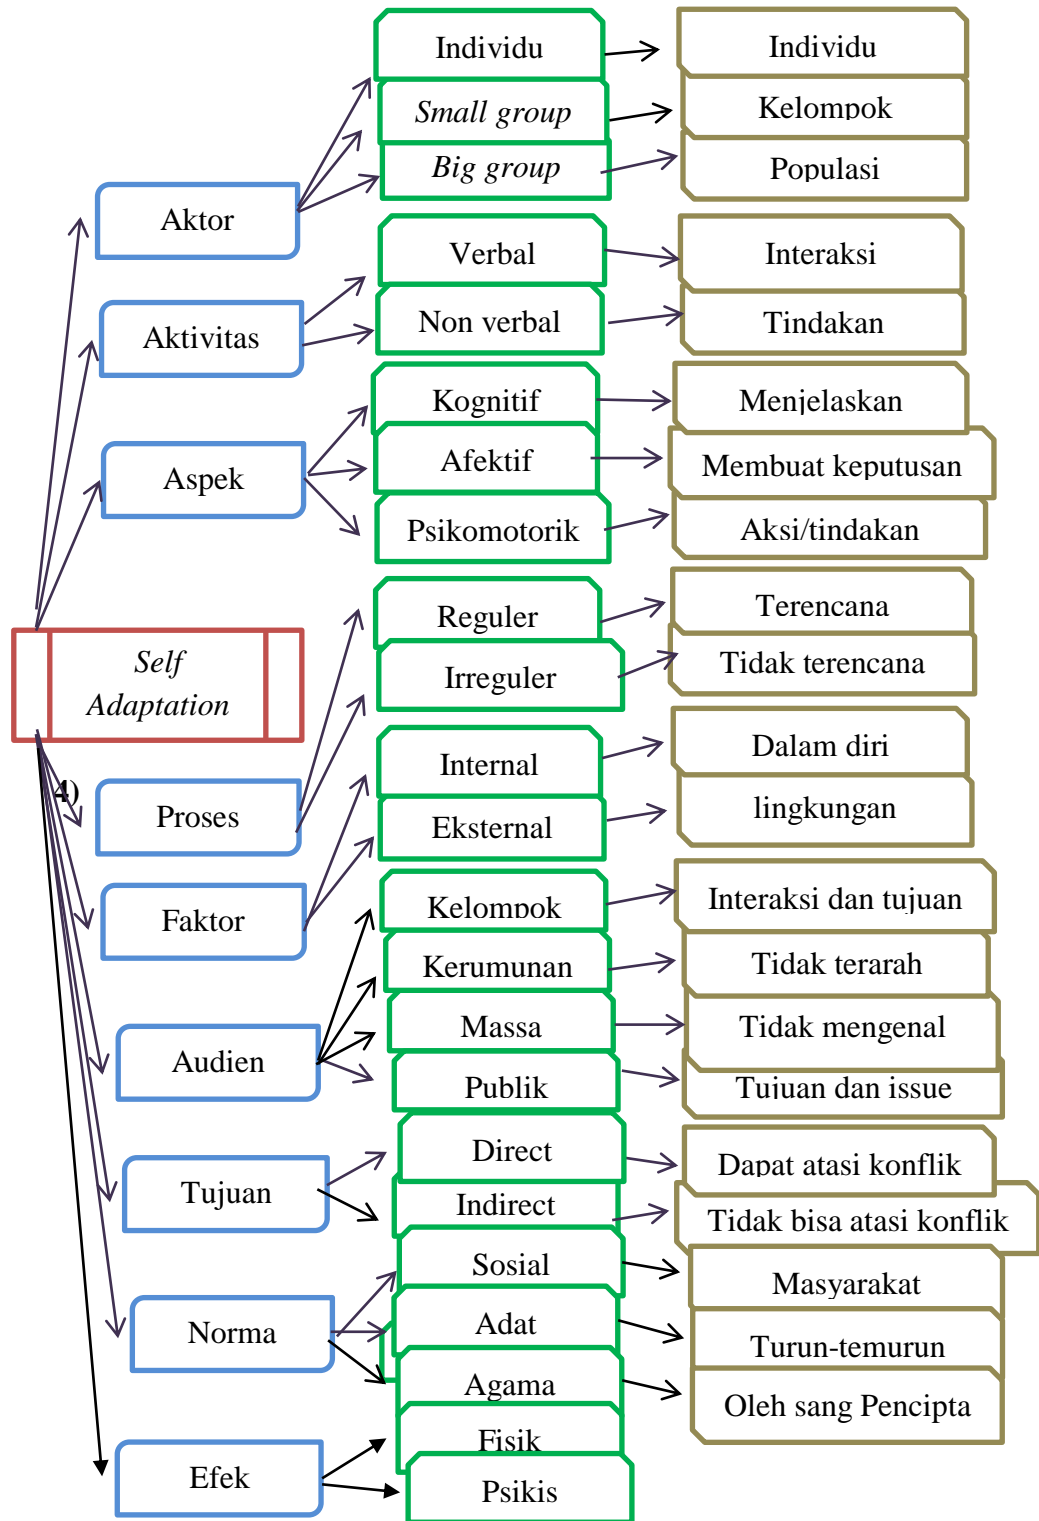 Individu
Individu
Small group
Kelompok
Big group
Populasi
Aktor
Verbal
Interaksi
Aktivitas
Non verbal
Tindakan
Kognitif
Menjelaskan
Aspek
Afektif
Membuat keputusan
Psikomotorik
Aksi/tindakan
Reguler
Terencana
Self
Adaptation
Irreguler
Tidak terencana
Internal
Dalam diri
4)
Proses
Eksternal
lingkungan
Faktor
Kelompok
Interaksi dan tujuan
Kerumunan
Tidak terarah
Audien
Massa
Tidak mengenal
Publik
Tujuan dan issue
Tujuan
Direct
Dapat atasi konflik
Indirect
Tidak bisa atasi konflik
Sosial
Masyarakat
Norma
Adat
Turun-temurun
Agama
Oleh sang Pencipta
Efek
Fisik
Psikis